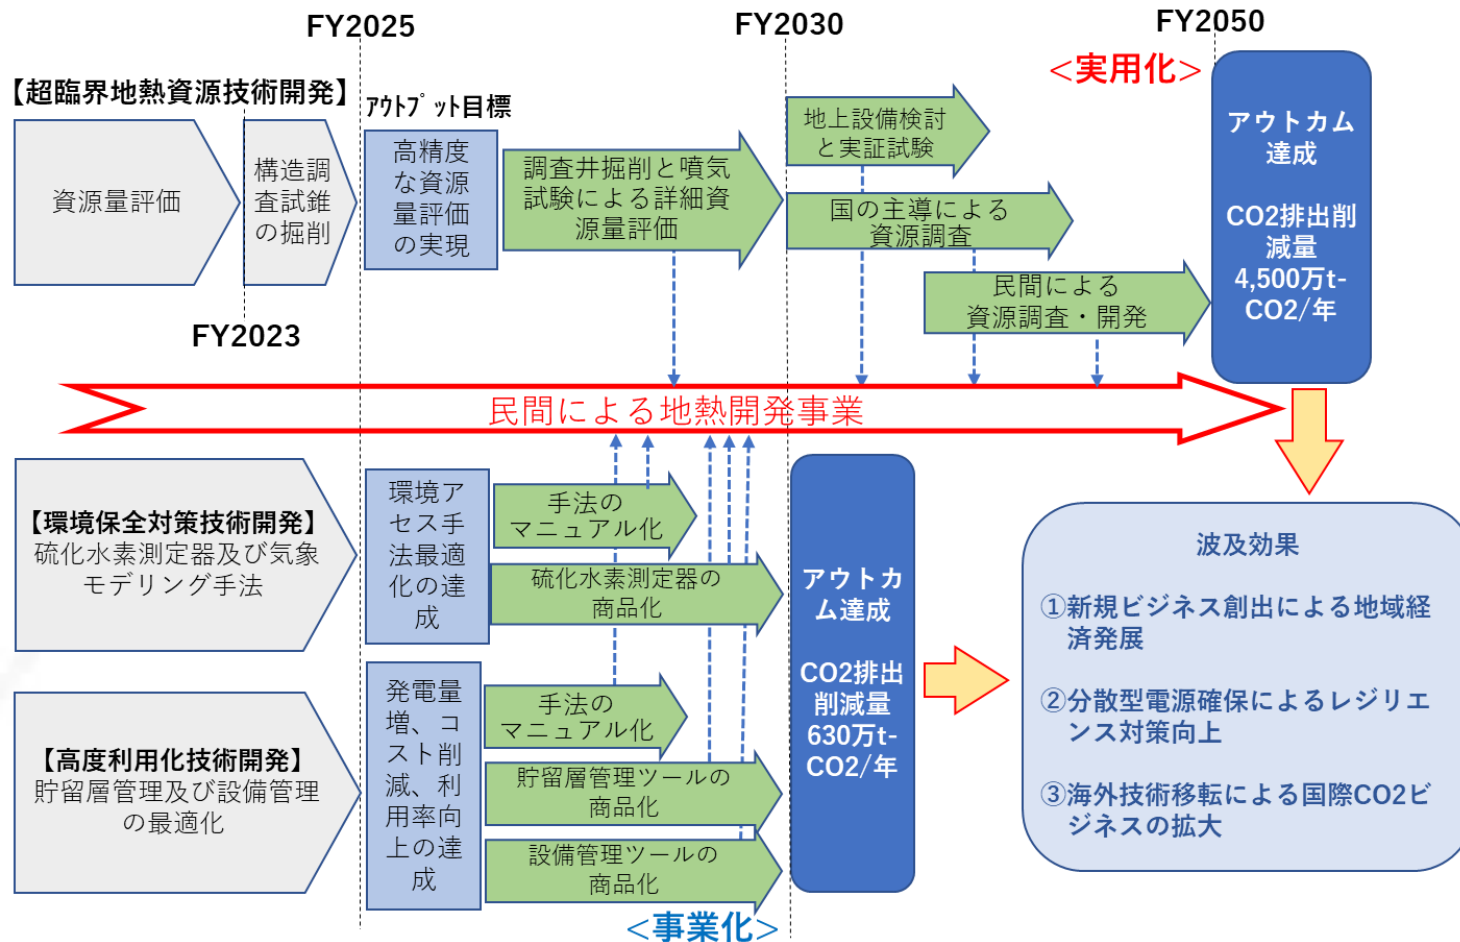 FY2025
FY2030
FY2050
<実用化>
【超臨界地熱資源技術開発】
アウトプット目標
資源量評価
構造調
査試錐
の掘削
高精度
な資源
量評価
の実現
調査井掘削と噴気
試験による詳細資
源量評価
地上設備検討
と実証試験
国の主導による
資源調査
民間による
資源調査・開発
アウトカム
達成
CO2排出削
減量
4,500万t-
CO2/年
FY2023
民間による地熱開発事業
【環境保全対策技術開発】
硫化水素測定器及び気象
モデリング手法
環境ア
セス手
法最適
化の達
成
手法の
マニュアル化
硫化水素測定器の
商品化
【高度利用化技術開発】
貯留層管理及び設備管理
の最適化
発電量
増、コ
スト削
減、利
用率向
上の達
成
手法の
マニュアル化
貯留層管理ツールの
商品化
設備管理ツールの
商品化
<事業化>
アウトカ
ム達成
CO2排出
削減量
630万t-
CO2/年
波及効果
①新規ビジネス創出による地域経
済発展
②分散型電源確保によるレジリエ
ンス対策向上
③海外技術移転による国際CO2ビ
ジネスの拡大